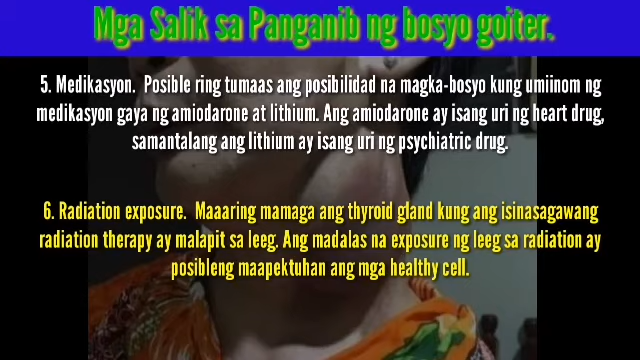 Mga Salik sa Panganib ng bosyo goiter.
5. Medikasyon. Posible ring tumaas ang posibilidad na magka-bosyo kung umiinom ng
medikasyon gaya ng amiodarone at lithium. Ang amiodarone ay isang uri ng heart drug,
samantalang ang lithium ay isang uri ng psychiatric drug.
6. Radiation exposure. Maaaring mamaga ang thyroid gland kung ang isinasagawang
radiation therapy ay malapit sa leeg. Ang madalas na exposure ng leeg sa radiation ay
posibleng maapektuhan ang mga healthy cell.